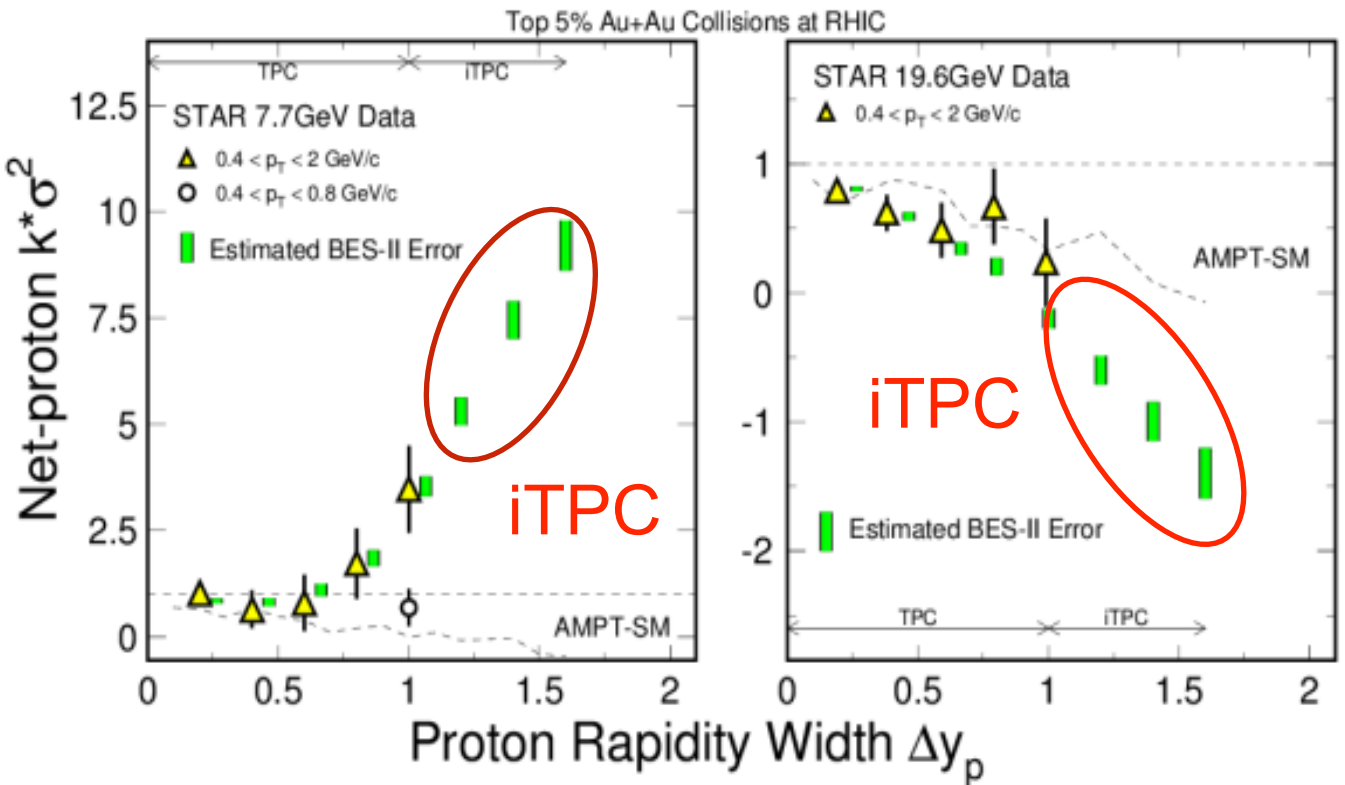 Top 5% Au+Au Collisions at RHIC
TPC iTPC
STAR 7.7GeV Data
0.4 < p_T < 2 GeV/c
0.4 < p_T < 0.8 GeV/c
Estimated BES-II Error
iTPC
AMPT-SM
12.5
10
7.5
5
2.5
0
0 0.5 1 1.5 2
Net-proton k*σ²
STAR 19.6GeV Data
0.4 < p_T < 2 GeV/c
AMPT-SM
iTPC
Estimated BES-II Error
TPC iTPC
1
0
-1
-2
0 0.5 1 1.5 2
Proton Rapidity Width Δy_p